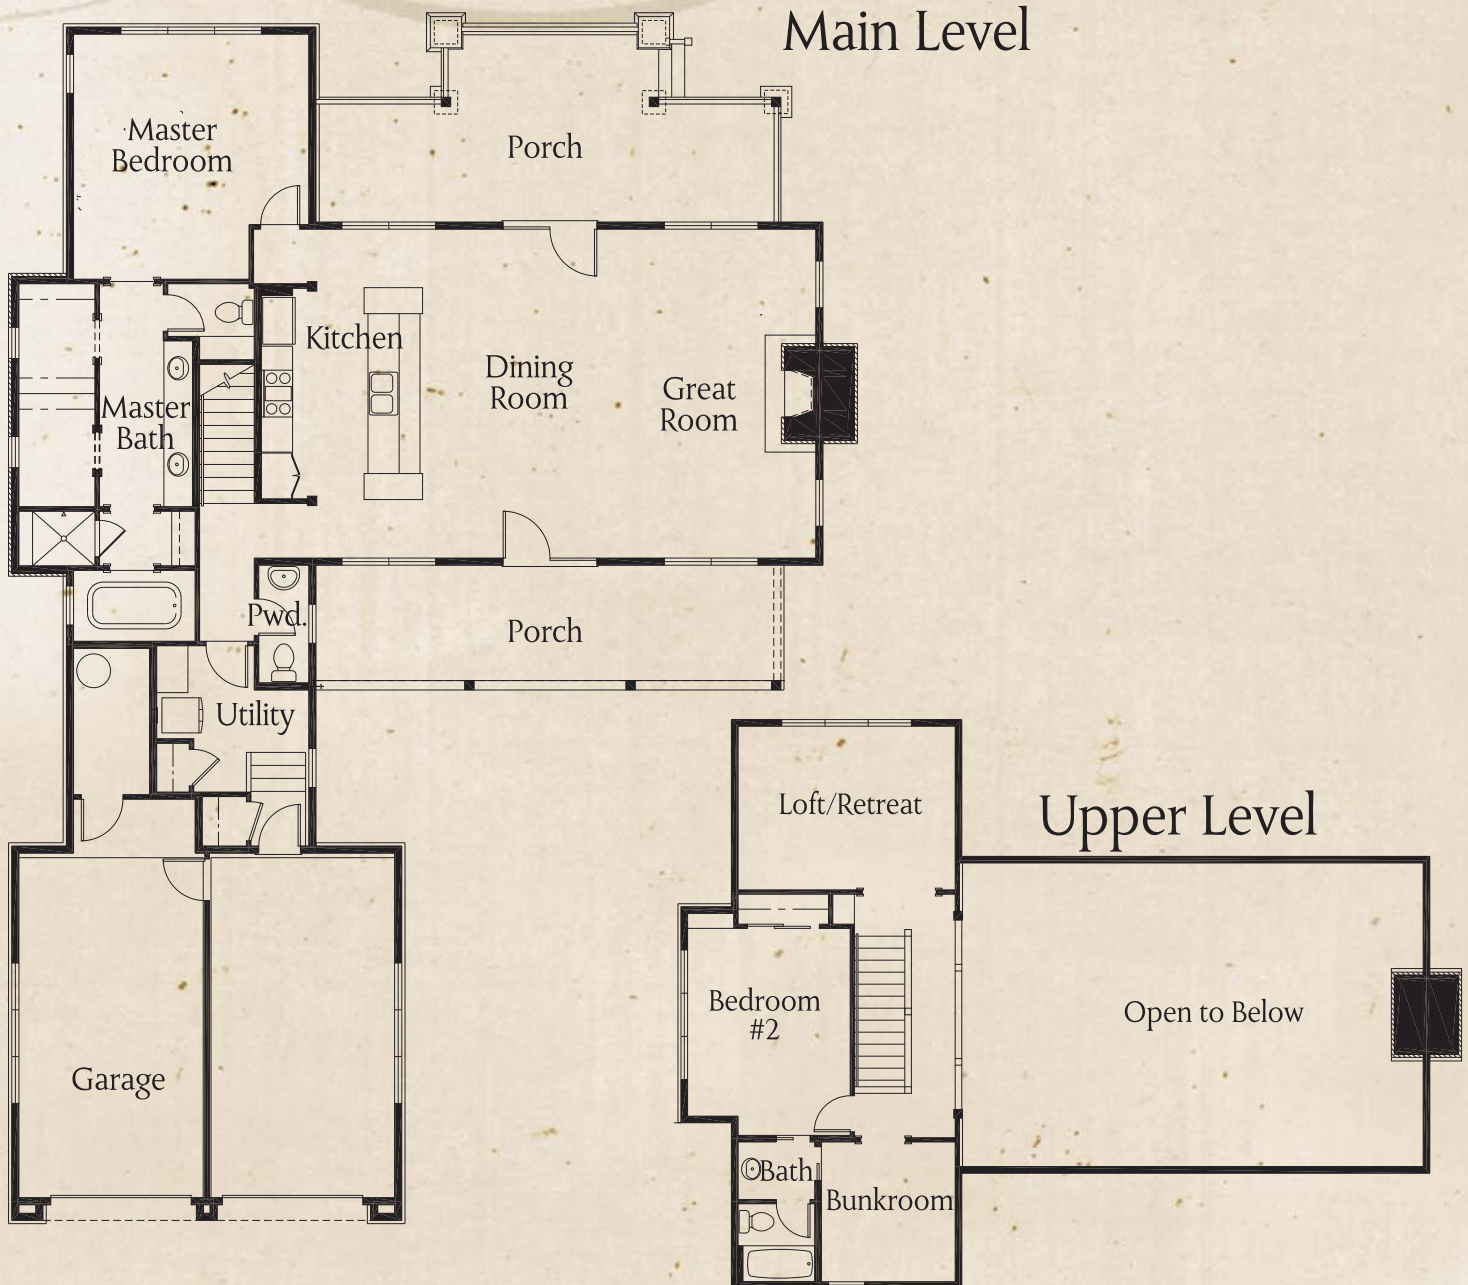 Main Level
Master
Bedroom
Porch
Kitchen
Dining
Room
Great
Room
Master
Bath
Pwd.
Porch
Utility
Garage
Upper Level
Loft/Retreat
Bedroom
#2
Open to Below
Bath
Bunkroom